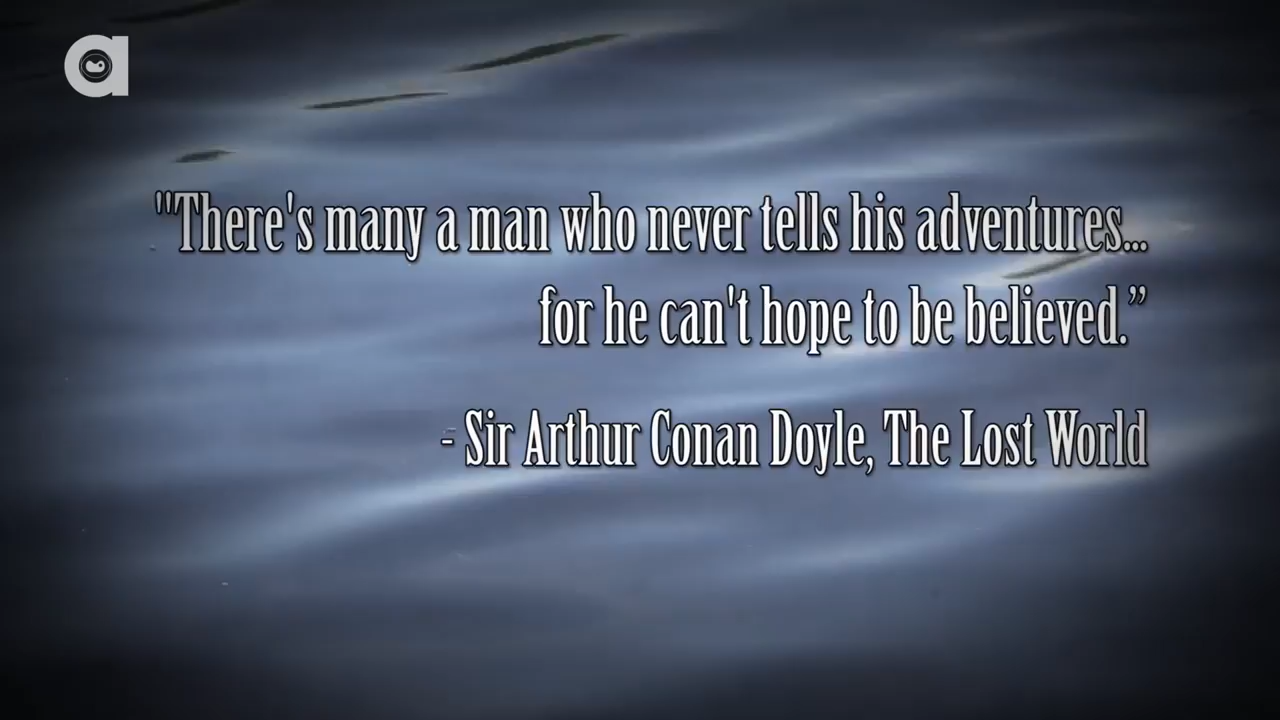 "There's many a man who never tells his adventures...
for he can't hope to be believed.”
- Sir Arthur Conan Doyle, The Lost World